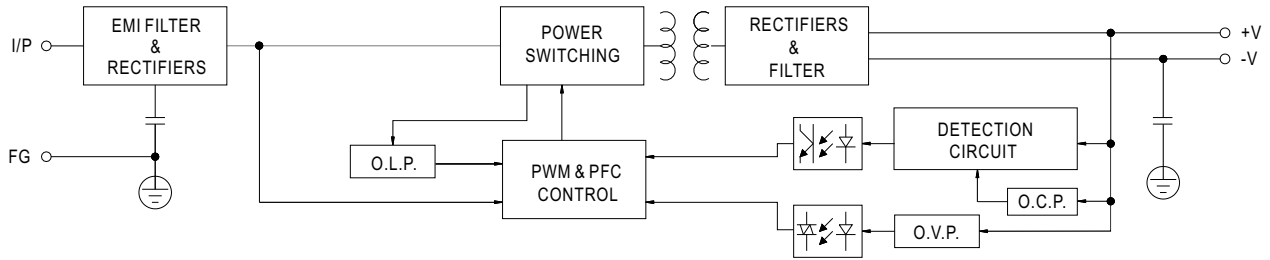 I/P
EMI FILTER
&
RECTIFIERS
POWER
SWITCHING
RECTIFIERS
&
FILTER
+V
-V
FG
O.L.P.
PWM & PFC
CONTROL
DETECTION
CIRCUIT
O.C.P.
O.V.P.